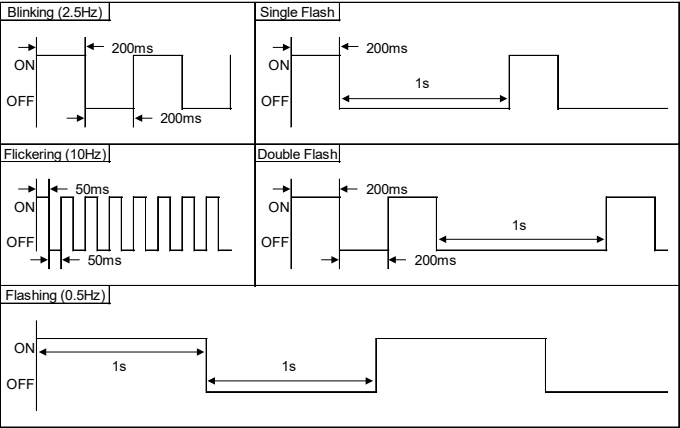 Blinking (2.5Hz)
200ms
ON
OFF
200ms
Single Flash
200ms
ON
1s
OFF
Flickering (10Hz)
50ms
ON
OFF
50ms
Double Flash
200ms
ON
1s
OFF
200ms
Flashing (0.5Hz)
ON
1s
1s
OFF